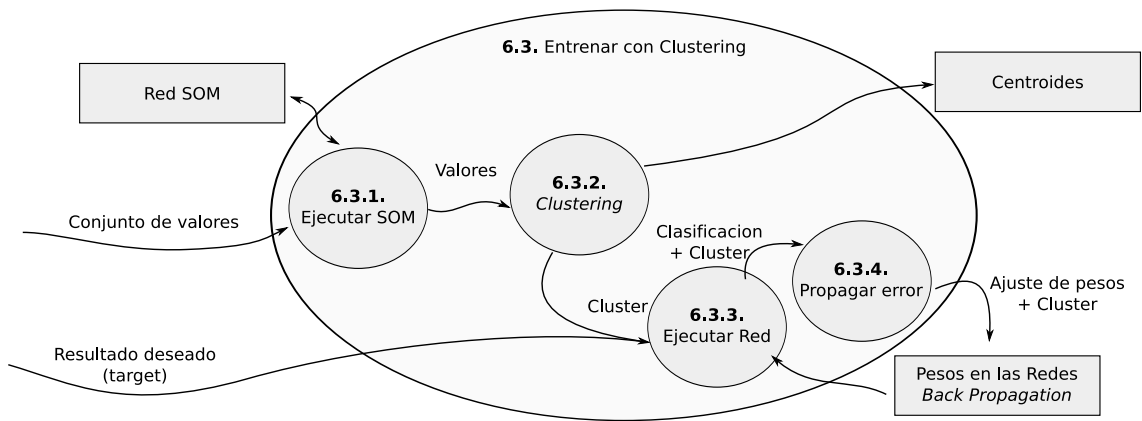 6.3. Entrenar con Clustering
Red SOM
Centroides
6.3.1.
Ejecutar SOM
Valores
6.3.2.
Clustering
Conjunto de valores
Clasificacion
+ Cluster
6.3.4.
Propagar error
Ajuste de pesos
+ Cluster
Cluster
6.3.3.
Ejecutar Red
Resultado deseado
(target)
Pesos en las Redes
Back Propagation